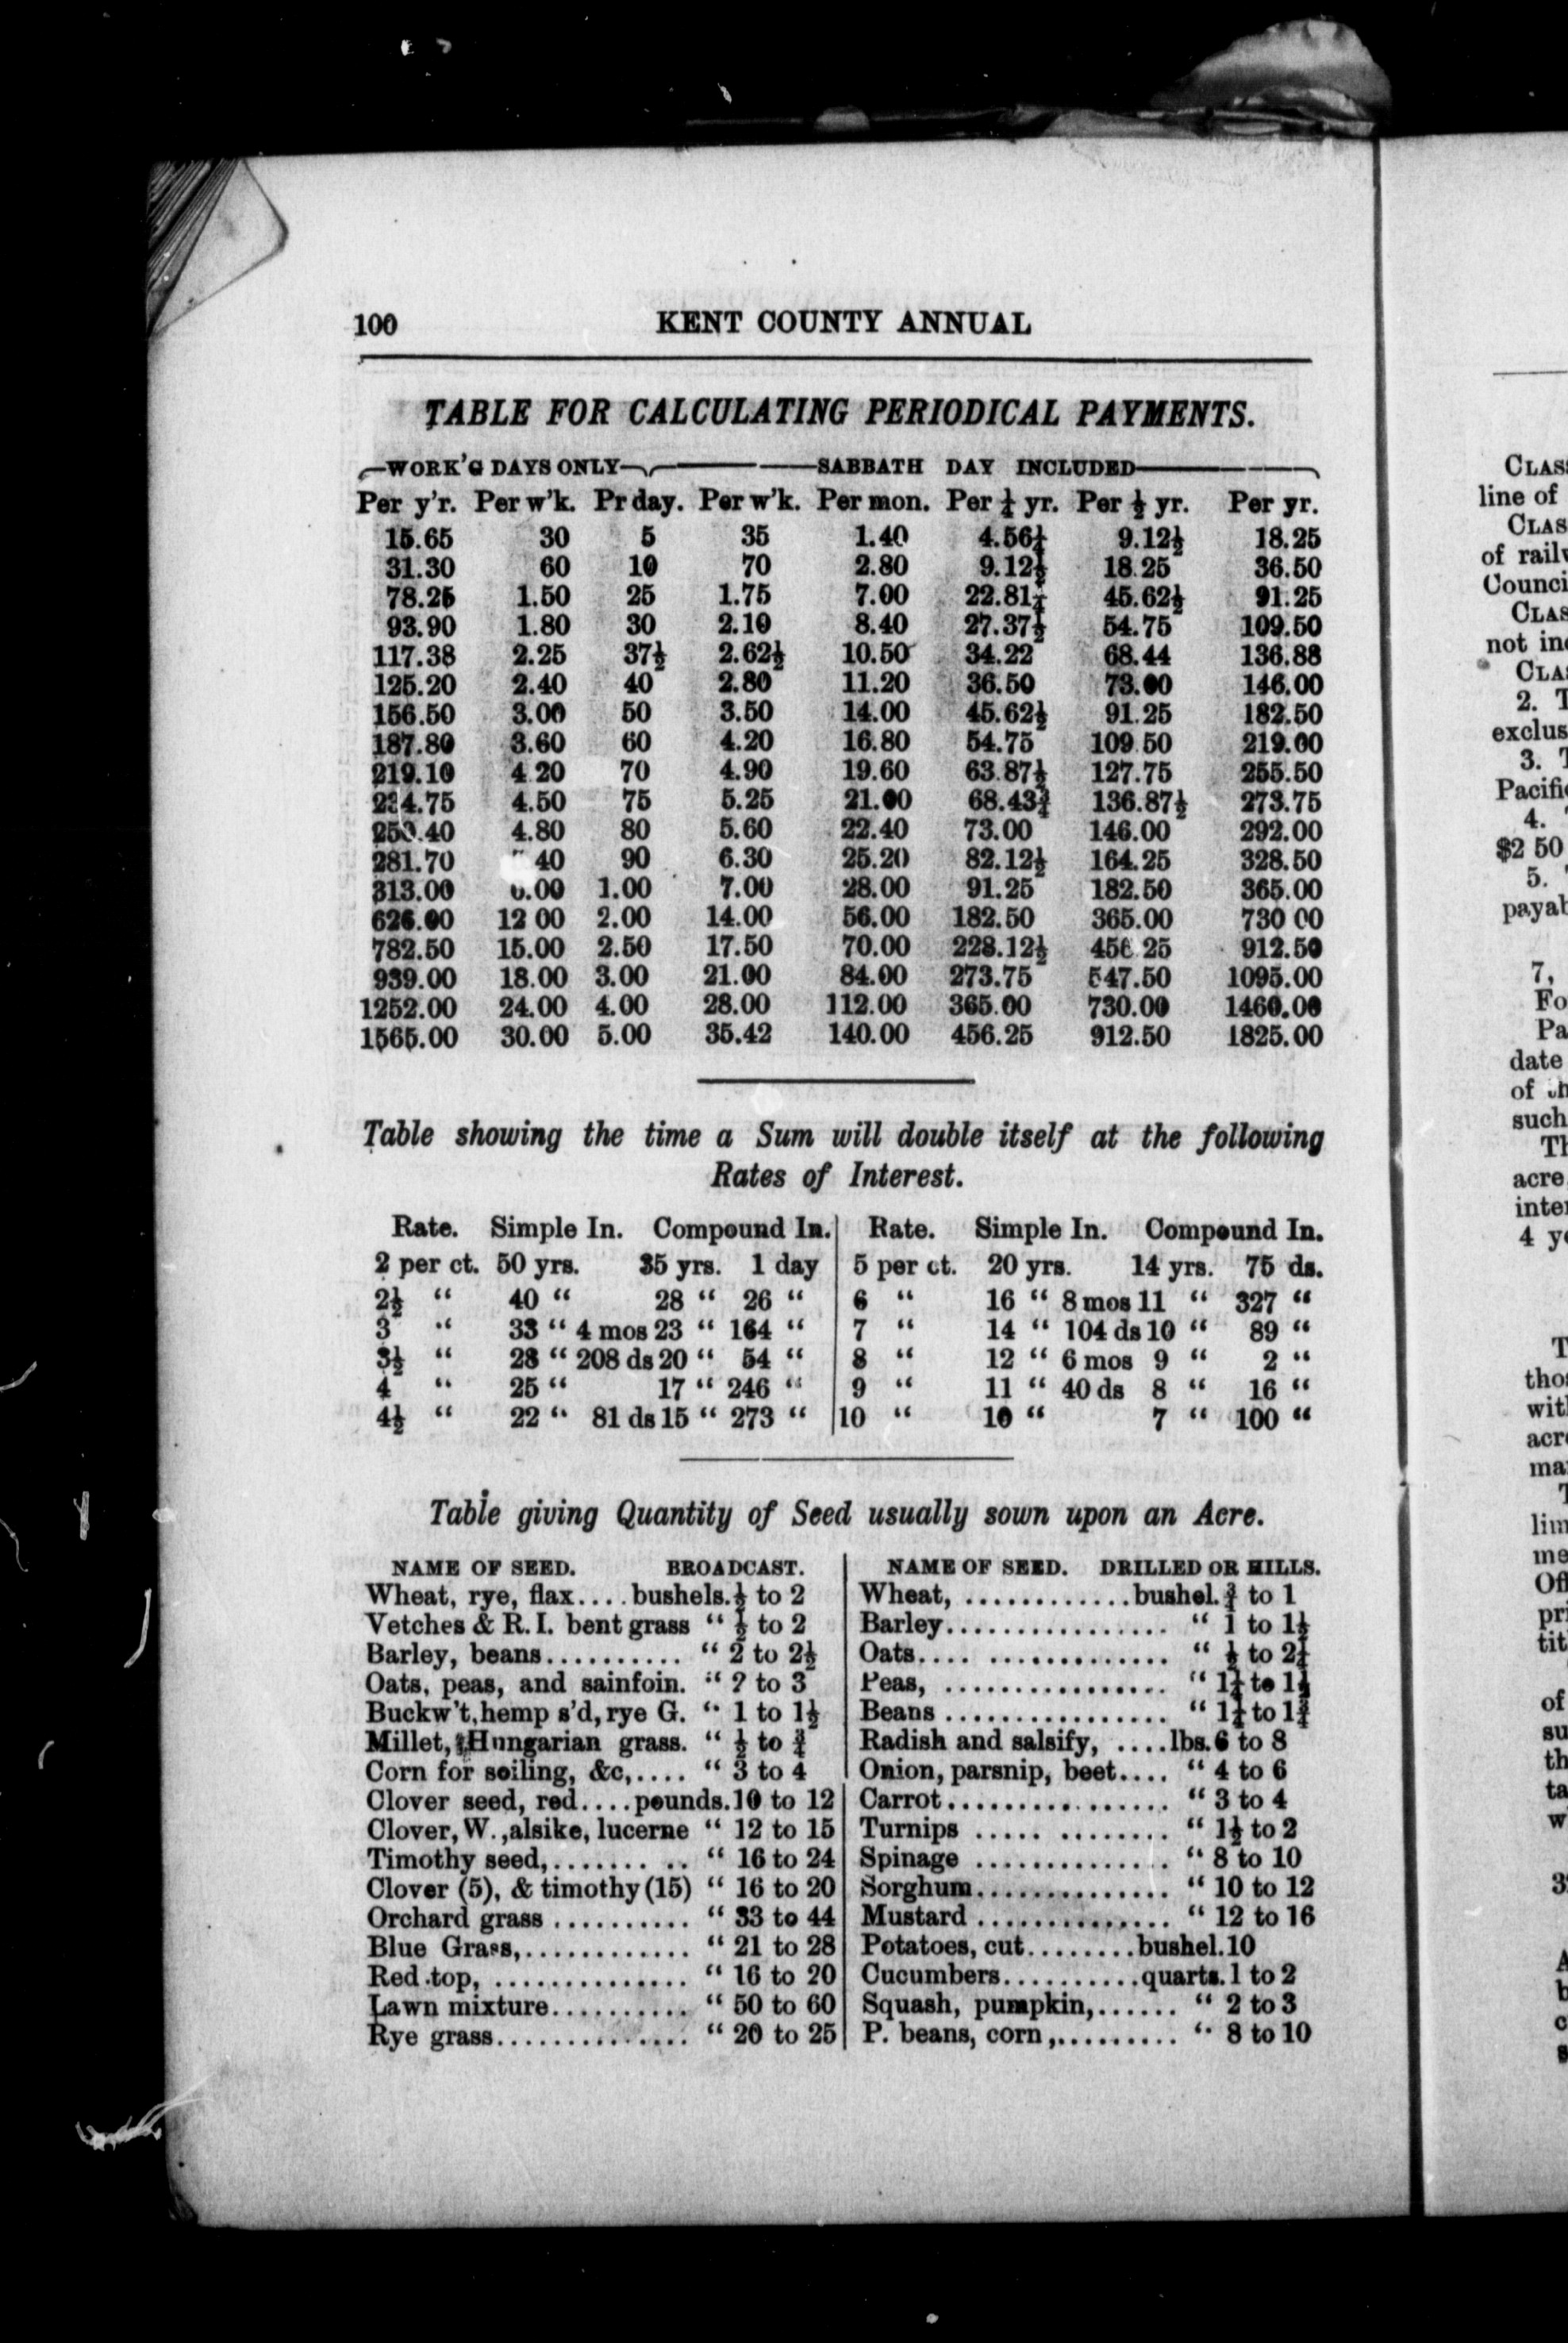 100 KENT COUNTY ANNUAL
TABLE FOR CALCULATING PERIODICAL PAYMENTS.
WORK'G DAYS ONLY SABBATH DAY INCLUDED
Per y'r. Per w'k. Pr day. Per w'k. Per mon. Per ¼ yr. Per ½ yr. Per yr.
15.65 30 5 35 1.40 4.56¼ 9.12½ 18.25
31.30 60 10 70 2.80 9.12½ 18.25 36.50
78.25 1.50 25 1.75 7.00 22.81¼ 45.62½ 91.25
93.90 1.80 30 2.10 8.40 27.37½ 54.75 109.50
117.38 2.25 37½ 2.62½ 10.50 34.22 68.44 136.88
125.20 2.40 40 2.80 11.20 36.50 73.00 146.00
156.50 3.00 50 3.50 14.00 45.62½ 91.25 182.50
187.80 3.60 60 4.20 16.80 54.75 109.50 219.00
219.10 4 20 70 4.90 19.60 63.87½ 127.75 255.50
234.75 4.50 75 5.25 21.00 68.43¾ 136.87½ 273.75
250.40 4.80 80 5.60 22.40 73.00 146.00 292.00
281.70 40 90 6.30 25.20 82.12½ 164.25 328.50
313.00 6.00 1.00 7.00 28.00 91.25 182.50 365.00
626.00 12 00 2.00 14.00 56.00 182.50 365.00 730 00
782.50 15.00 2.50 17.50 70.00 228.12½ 456 25 912.50
939.00 18.00 3.00 21.00 84.00 273.75 547.50 1095.00
1252.00 24.00 4.00 28.00 112.00 365.00 730.00 1460.00
1565.00 30.00 5.00 35.42 140.00 456.25 912.50 1825.00
Table showing the time a Sum will double itself at the following
Rates of Interest.
Rate. Simple In. Compound In. Rate. Simple In. Compound In.
2 per ct. 50 yrs. 35 yrs. 1 day 5 per ct. 20 yrs. 14 yrs. 75 ds.
2½ " 40 " 28 " 26 " 6 " 16 " 8 mos 11 " 327 "
3 " 33 " 4 mos 23 " 164 " 7 " 14 " 104 ds 10 " 89 "
3½ " 28 " 208 ds 20 " 54 " 8 " 12 " 6 mos 9 " 2 "
4 " 25 " 17 " 246 " 9 " 11 " 40 ds 8 " 16 "
4½ " 22 " 81 ds 15 " 273 " 10 " 10 " 7 " 100 "
Table giving Quantity of Seed usually sown upon an Acre.
NAME OF SEED. BROADCAST. NAME OF SEED. DRILLED OR HILLS.
Wheat, rye, flax.... bushels. ½ to 2 Wheat, ............bushel. ¾ to 1
Vetches & R. I. bent grass " ½ to 2 Barley................ " 1 to 1½
Barley, beans.......... " 2 to 2½ Oats.... ............. " ½ to 2¼
Oats, peas, and sainfoin. " 2 to 3 Peas, ................ " 1¼ to 1½
Buckw't, hemp s'd, rye G. " 1 to 1½ Beans ................ " 1¼ to 1¾
Millet, Hungarian grass. " ½ to ¾ Radish and salsify, ....lbs. 6 to 8
Corn for soiling, &c,.... " 3 to 4 Onion, parsnip, beet.... " 4 to 6
Clover seed, red....pounds. 10 to 12 Carrot................ " 3 to 4
Clover, W., alsike, lucerne " 12 to 15 Turnips ..... ........ " 1½ to 2
Timothy seed,....... .. " 16 to 24 Spinage .............. " 8 to 10
Clover (5), & timothy (15) " 16 to 20 Sorghum.............. " 10 to 12
Orchard grass .......... " 33 to 44 Mustard .............. " 12 to 16
Blue Grass,............ " 21 to 28 Potatoes, cut........bushel. 10
Red top, .............. " 16 to 20 Cucumbers..........quarts. 1 to 2
Lawn mixture.......... " 50 to 60 Squash, pumpkin,...... " 2 to 3
Rye grass.............. " 20 to 25 P. beans, corn,......... " 8 to 10